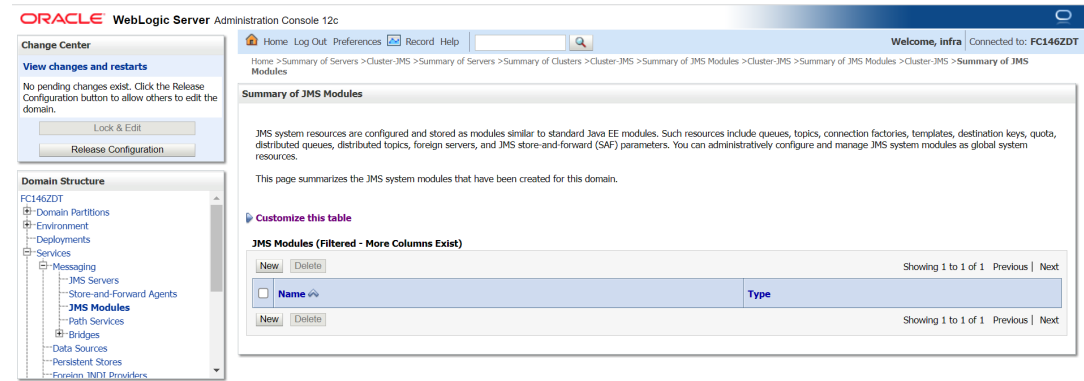 ORACLE WebLogic Server Administration Console 12c
Change Center
View changes and restarts
No pending changes exist. Click the Release
Configuration button to allow others to edit the
domain.
Lock & Edit
Release Configuration
Domain Structure
FC146ZDT
Domain Partitions
Environment
Deployments
Services
Messaging
JMS Servers
Store-and-Forward Agents
JMS Modules
Path Services
Bridges
Data Sources
Persistent Stores
Foreign JNDI Providers
Home Log Out Preferences Record Help
Welcome, infra Connected to: FC146ZDT
Home >Summary of Servers >Cluster-JMS >Summary of Servers >Summary of Clusters >Cluster-JMS >Summary of JMS Modules >Cluster-JMS >Summary of JMS Modules >Cluster-JMS >Summary of JMS
Modules
Summary of JMS Modules
JMS system resources are configured and stored as modules similar to standard Java EE modules. Such resources include queues, topics, connection factories, templates, destination keys, quota,
distributed queues, distributed topics, foreign servers, and JMS store-and-forward (SAF) parameters. You can administratively configure and manage JMS system modules as global system
resources.
This page summarizes the JMS system modules that have been created for this domain.
Customize this table
JMS Modules (Filtered - More Columns Exist)
New Delete Showing 1 to 1 of 1 Previous | Next
Name Type
New Delete Showing 1 to 1 of 1 Previous | Next